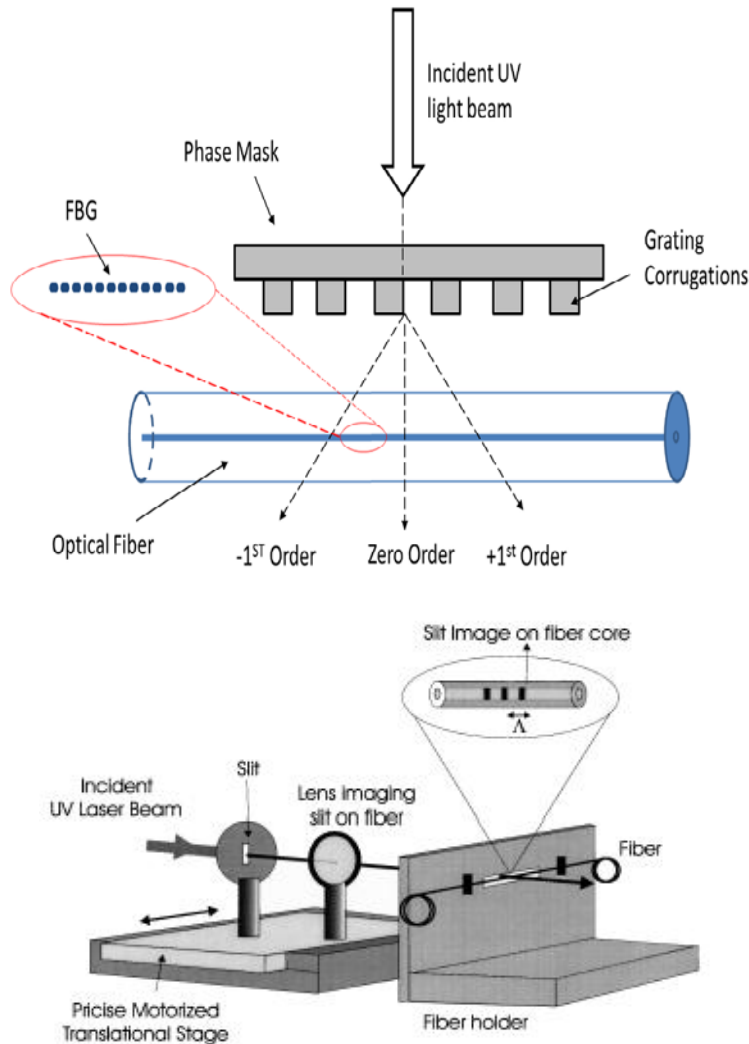 Incident UV
light beam
Phase Mask
FBG
Grating
Corrugations
Optical Fiber
-1ST Order
Zero Order
+1st Order
Slit Image on fiber core
Λ
Slit
Incident
UV Laser Beam
Lens imaging
slit on fiber
Fiber
Pricise Motorized
Translational Stage
Fiber holder